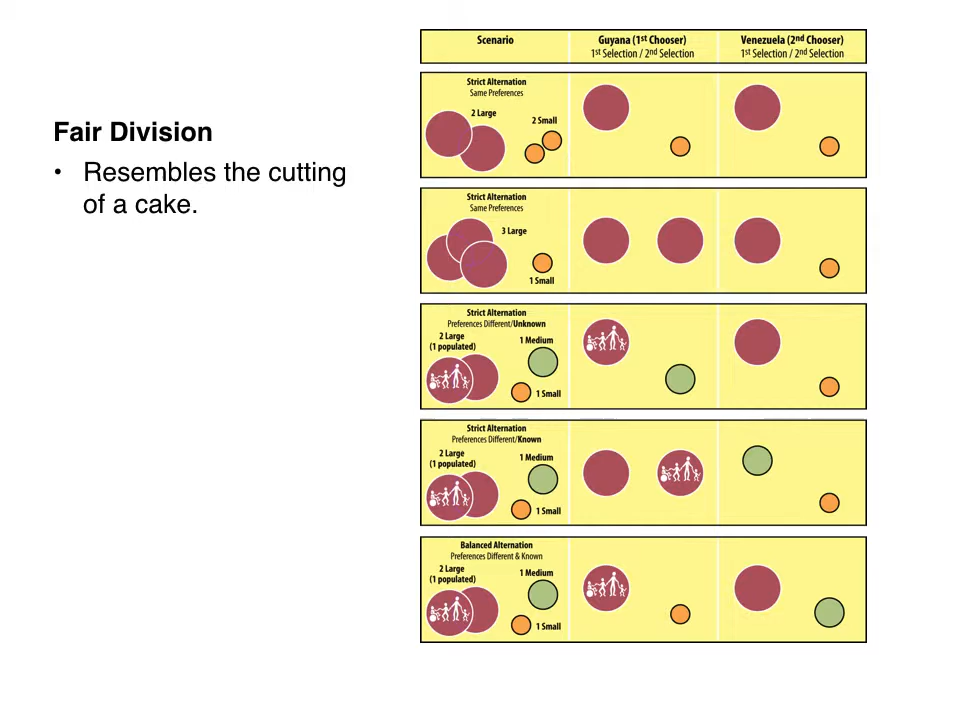 Fair Division
• Resembles the cutting
of a cake.
Scenario
Guyana (1st Chooser)
1st Selection / 2nd Selection
Venezuela (2nd Chooser)
1st Selection / 2nd Selection
Strict Alternation
Same Preferences
2 Large
2 Small
Strict Alternation
Same Preferences
3 Large
1 Small
Strict Alternation
Preferences Different/Unknown
2 Large
(1 populated)
1 Medium
1 Small
Strict Alternation
Preferences Different/Known
2 Large
(1 populated)
1 Medium
1 Small
Balanced Alternation
Preferences Different & Known
2 Large
(1 populated)
1 Medium
1 Small